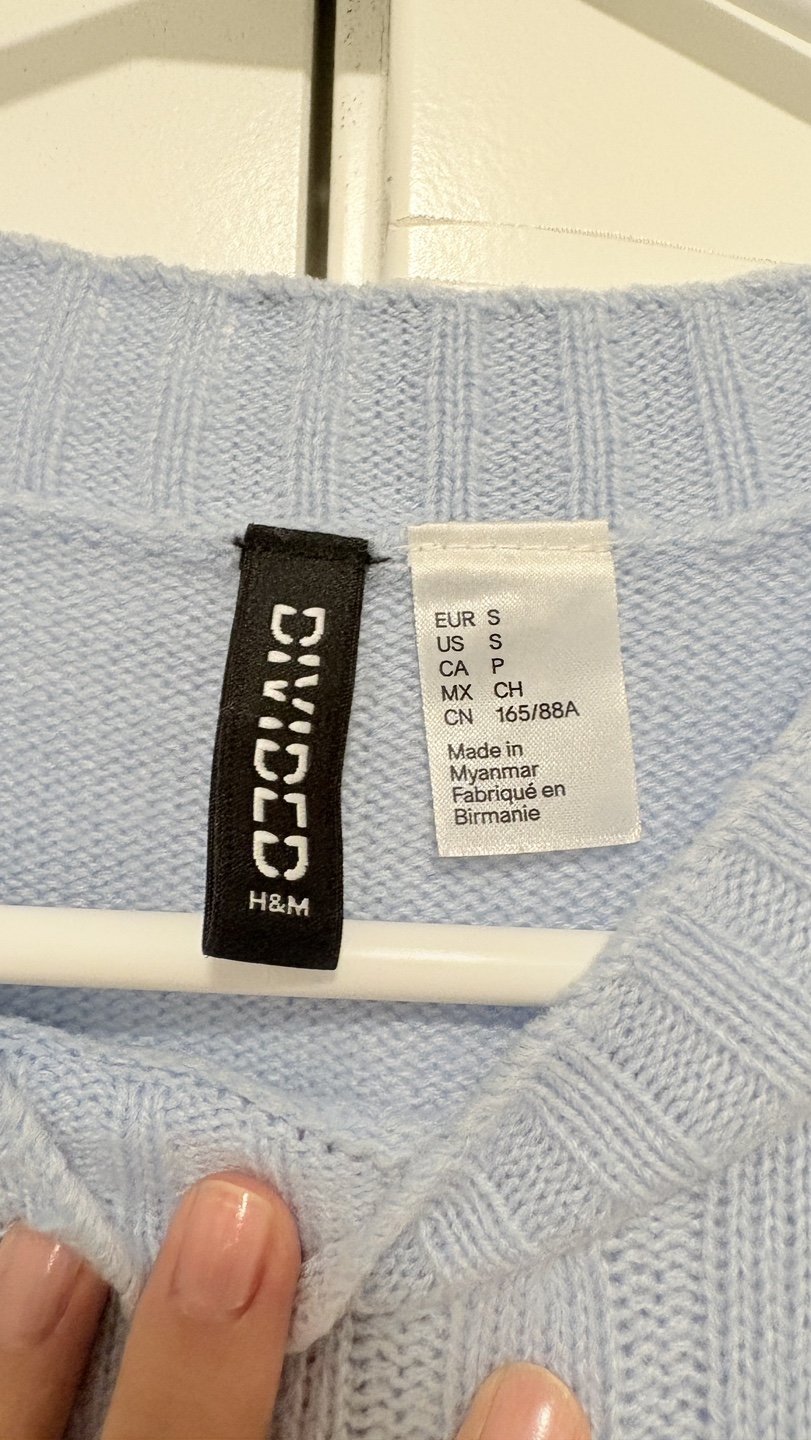 DIVIDED
H&M
EUR S
US S
CA P
MX CH
CN 165/88A
Made in
Myanmar
Fabriqué en
Birmanie